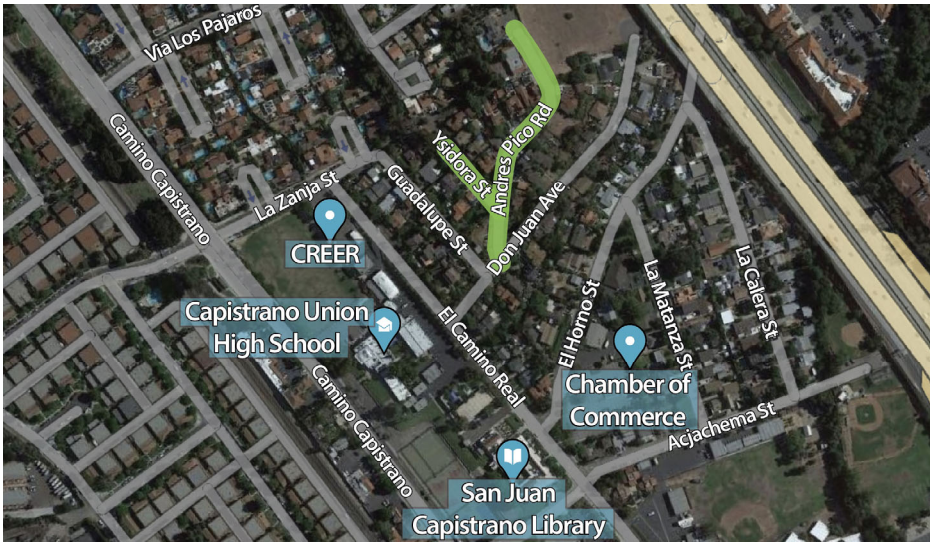 Via Los Pajaros
Camino Capistrano
La Zanja St
Guadalupe St
Ysidora St
Andres Pico Rd
Don Juan Ave
CREER
Capistrano Union
High School
El Camino Real
El Horno St
La Matanza St
La Calera St
Chamber of
Commerce
Camino Capistrano
Acjachema St
San Juan
Capistrano Library